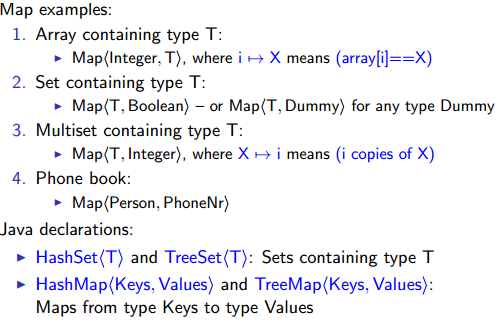 Map examples:
1. Array containing type T:
▶ Map⟨Integer, T⟩, where i ↦ X means (array[i]==X)
2. Set containing type T:
▶ Map⟨T, Boolean⟩ – or Map⟨T, Dummy⟩ for any type Dummy
3. Multiset containing type T:
▶ Map⟨T, Integer⟩, where X ↦ i means (i copies of X)
4. Phone book:
▶ Map⟨Person, PhoneNr⟩
Java declarations:
▶ HashSet⟨T⟩ and TreeSet⟨T⟩: Sets containing type T
▶ HashMap⟨Keys, Values⟩ and TreeMap⟨Keys, Values⟩:
Maps from type Keys to type Values